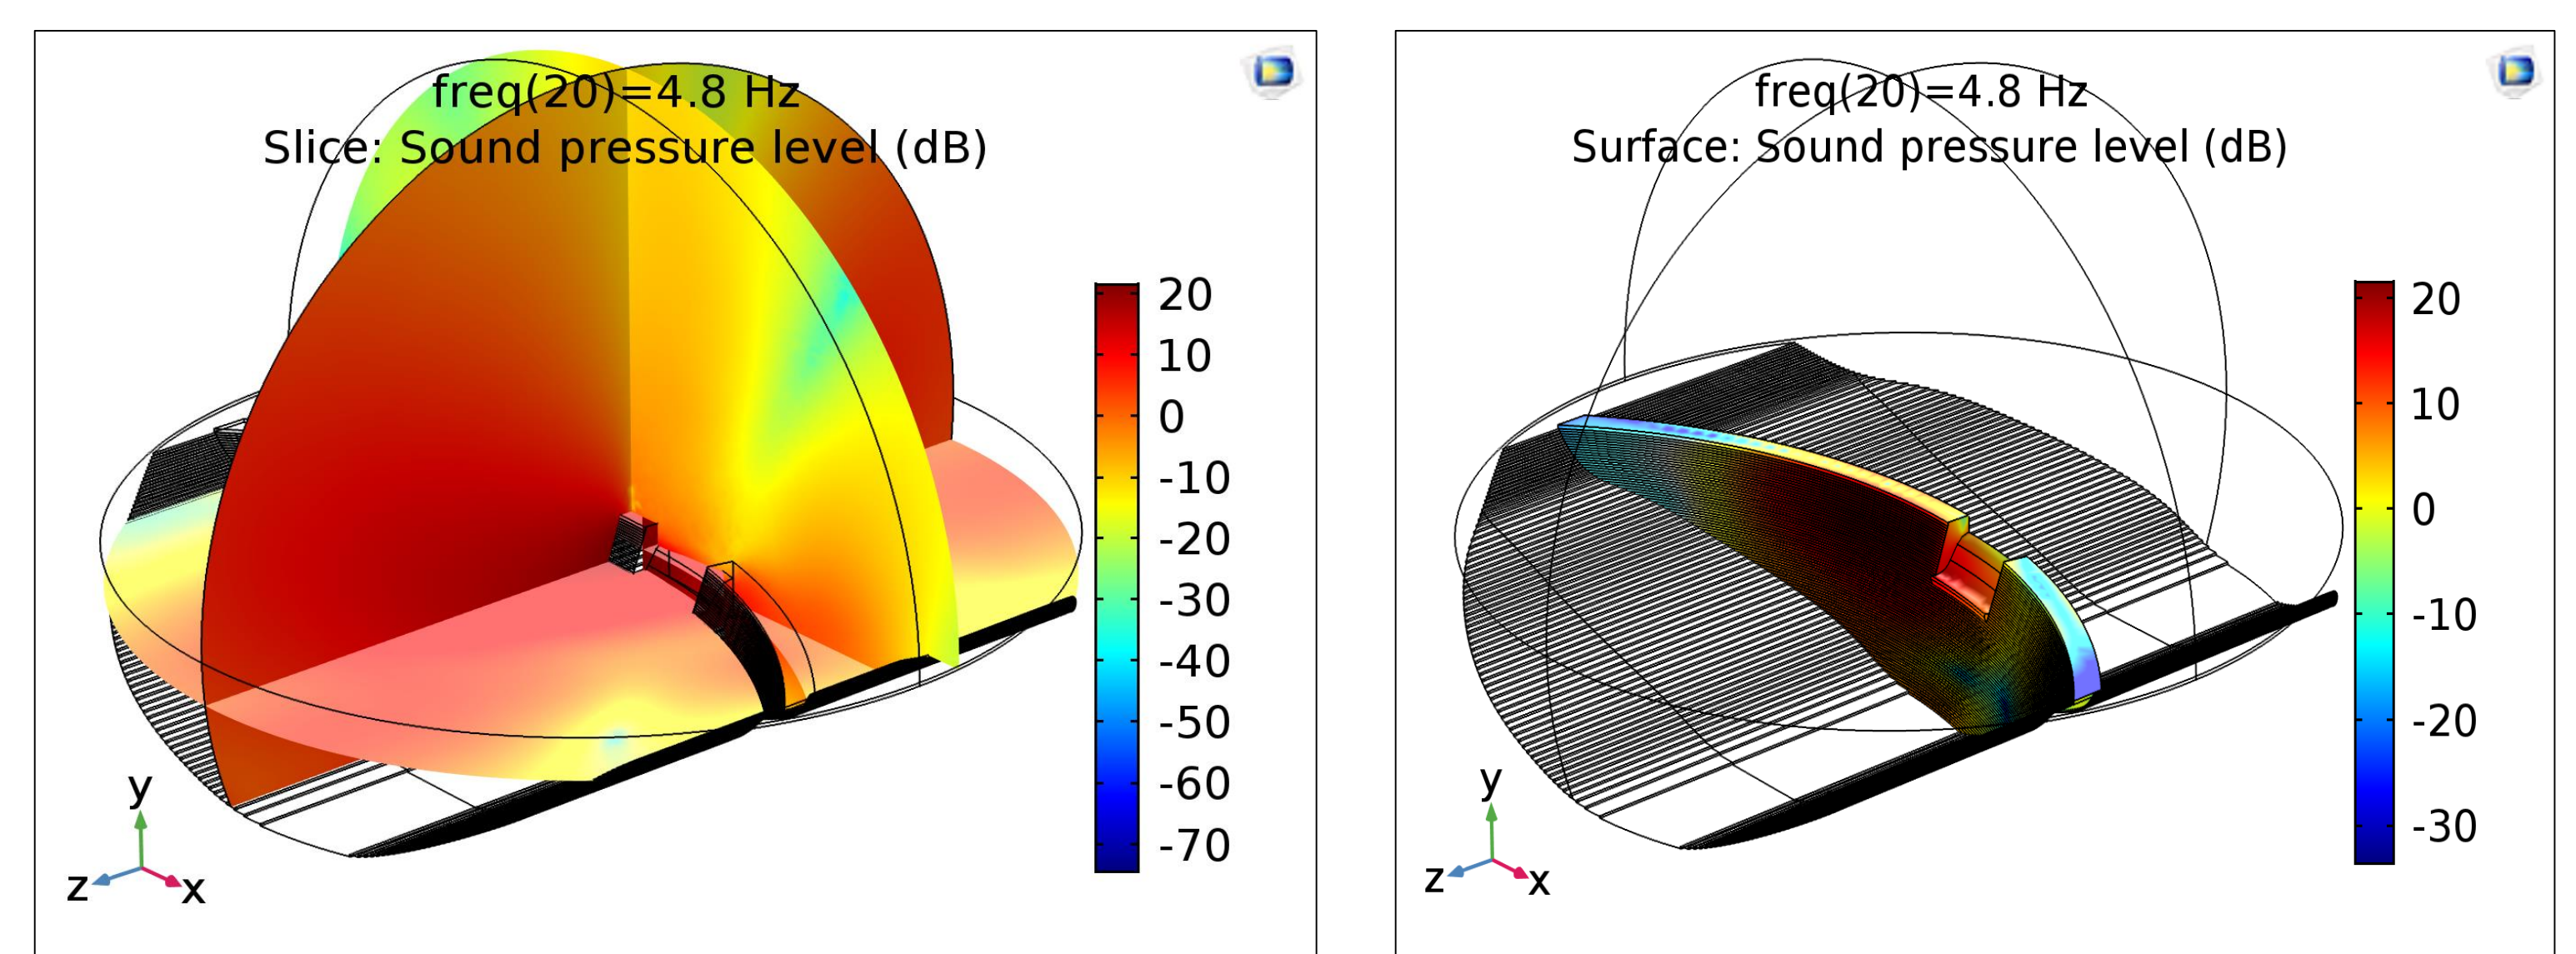 freq(20)=4.8 Hz
Slice: Sound pressure level (dB)
20
10
0
-10
-20
-30
-40
-50
-60
-70
y
z
x
freq(20)=4.8 Hz
Surface: Sound pressure level (dB)
20
10
0
-10
-20
-30
y
z
x